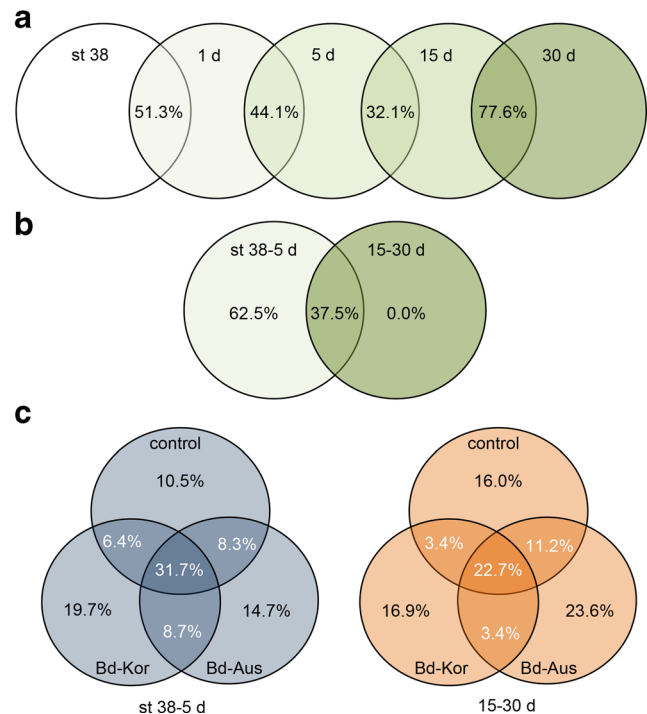 a
st 38 1 d 5 d 15 d 30 d
51.3% 44.1% 32.1% 77.6%
b
st 38-5 d 15-30 d
62.5% 37.5% 0.0%
c
control control
10.5% 16.0%
6.4% 8.3% 3.4% 11.2%
31.7% 22.7%
19.7% 14.7% 16.9% 23.6%
8.7% 3.4%
Bd-Kor Bd-Aus Bd-Kor Bd-Aus
st 38-5 d 15-30 d